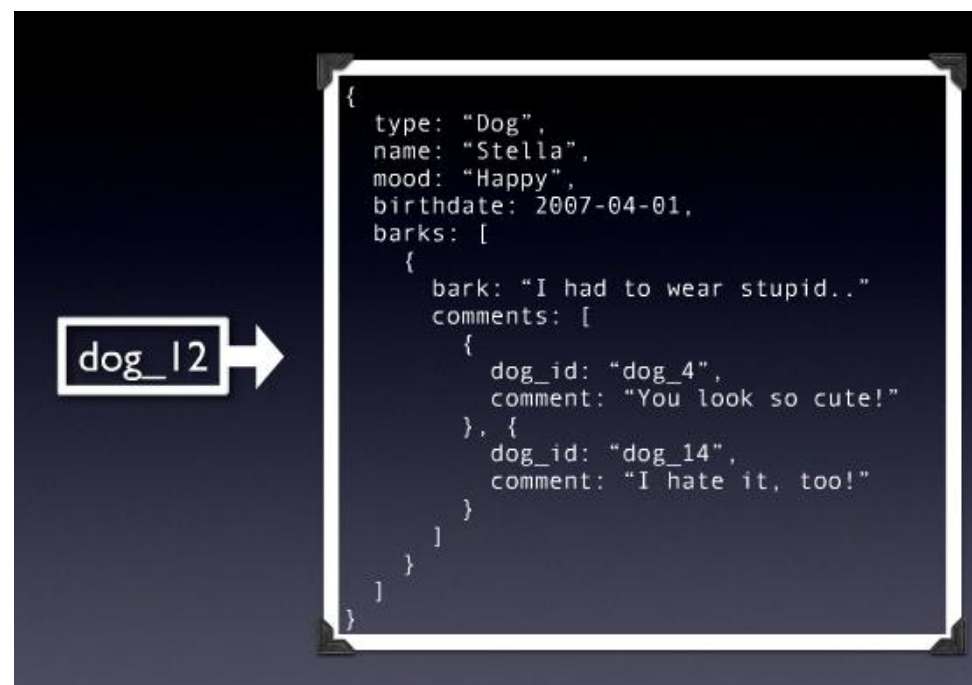 {
type: “Dog”,
name: “Stella”,
mood: “Happy”,
birthdate: 2007-04-01,
barks: [
{
bark: “I had to wear stupid..”
comments: [
{
dog_id: “dog_4”,
comment: “You look so cute!”
}, {
dog_id: “dog_14”,
comment: “I hate it, too!”
}
]
}
]
}
dog_12